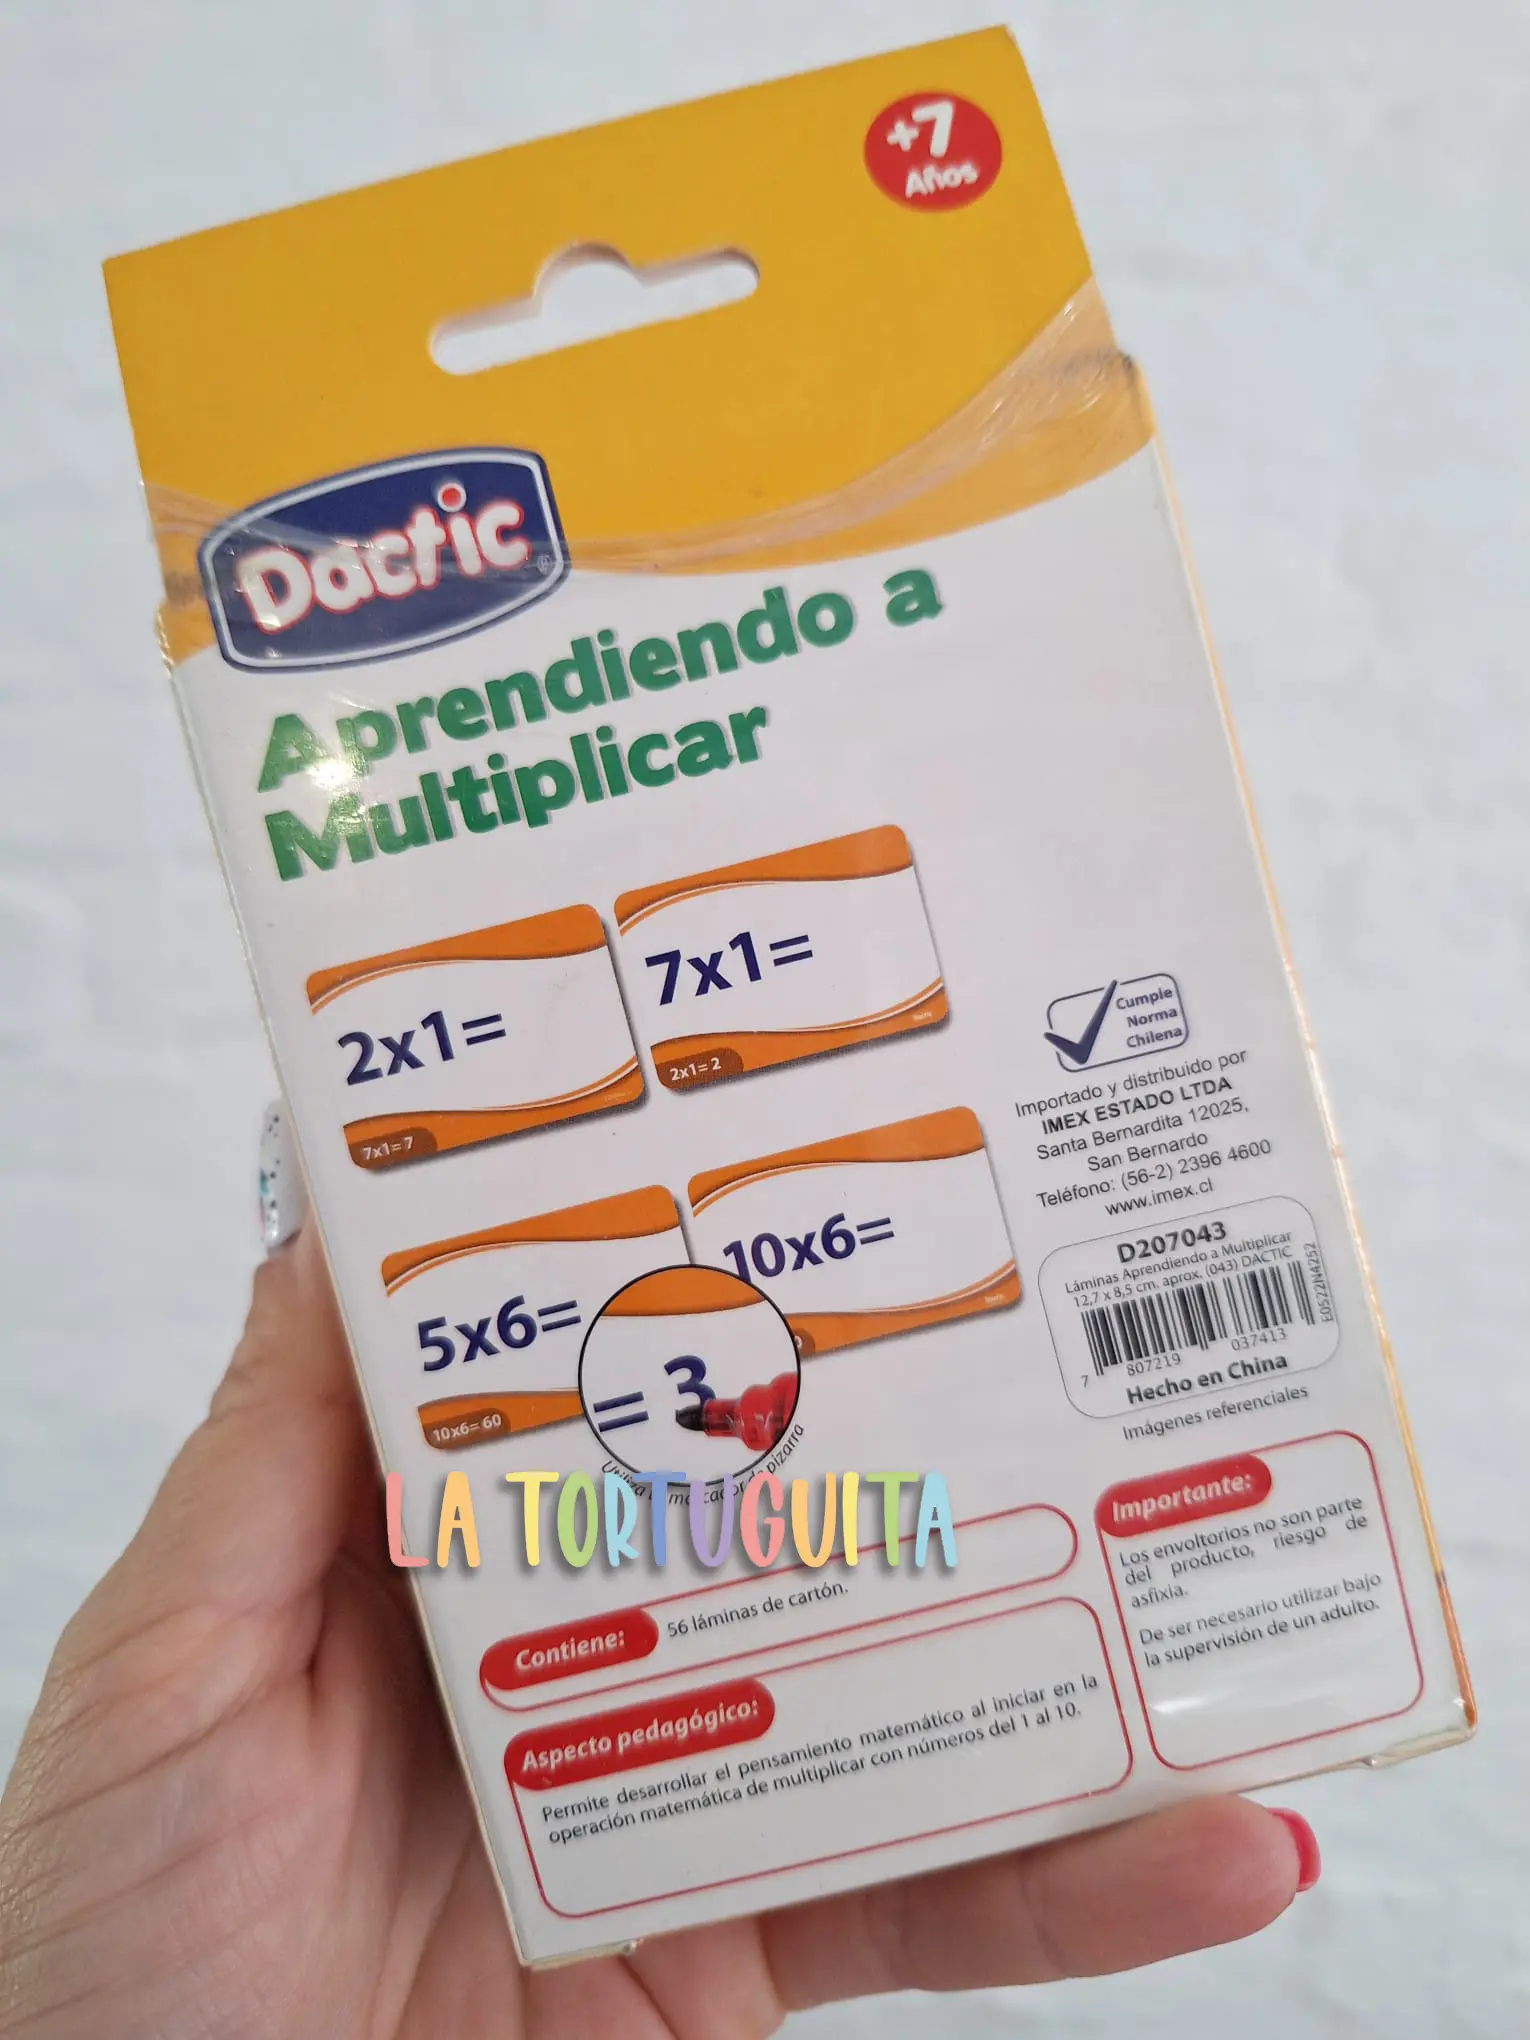 +7
Años
Dactic
Aprendiendo a
Multiplicar
2x1=
7x1= 7
7x1=
2x1= 2
5x6=
10x6= 60
10x6=
= 3
Cumple
Norma
Chilena
Importado y distribuido por
IMEX ESTADO LTDA
Santa Bernardita 12025,
San Bernardo
Teléfono: (56-2) 2396 4600
www.imex.cl
D207043
Láminas Aprendiendo a Multiplicar
12,7 x 8,5 cm. aprox. (043) DACTIC
E0522N4252
7 807219 037413
Hecho en China
Imágenes referenciales
LA TORTUGUITA
Contiene:
56 láminas de cartón.
Aspecto pedagógico:
Permite desarrollar el pensamiento matemático al iniciar en la
operación matemática de multiplicar con números del 1 al 10.
Importante:
Los envoltorios no son parte
del producto, riesgo de
asfixia.
De ser necesario utilizar bajo
la supervisión de un adulto.